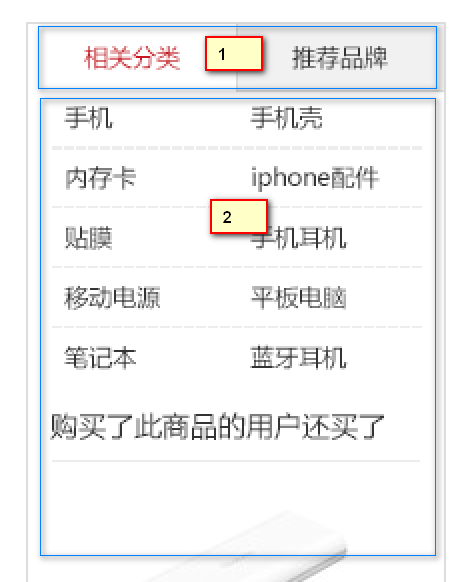 相关分类 1 推荐品牌
手机 手机壳
内存卡 iphone配件
2
贴膜 手机耳机
移动电源 平板电脑
笔记本 蓝牙耳机
购买了此商品的用户还买了